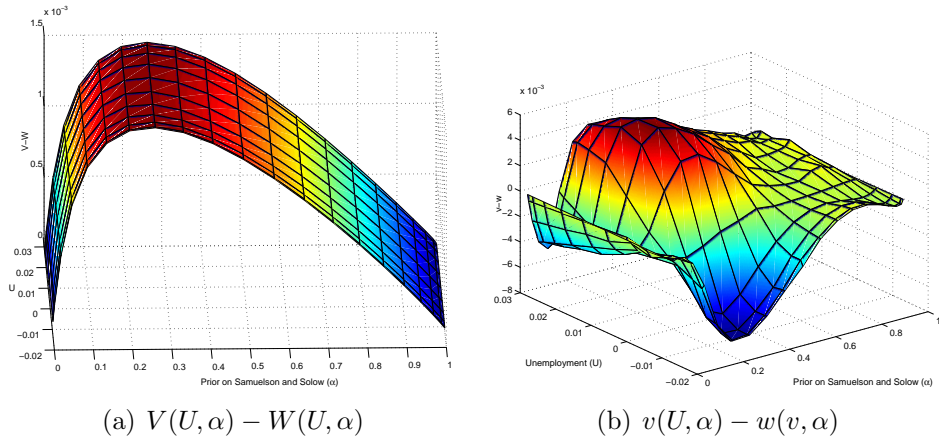 x 10⁻³
1.5
1
0.5
0
V−W
0.03
0.02
0.01
0
−0.01
−0.02
U
0 0.1 0.2 0.3 0.4 0.5 0.6 0.7 0.8 0.9 1
Prior on Samuelson and Solow (α)
(a) V(U, α) − W(U, α)
x 10⁻³
6
4
2
0
−2
−4
−6
−8
v−w
0.03
0.02
0.01
0
−0.01
−0.02
Unemployment (U)
0 0.2 0.4 0.6 0.8 1
Prior on Samuelson and Solow (α)
(b) v(U, α) − w(v, α)